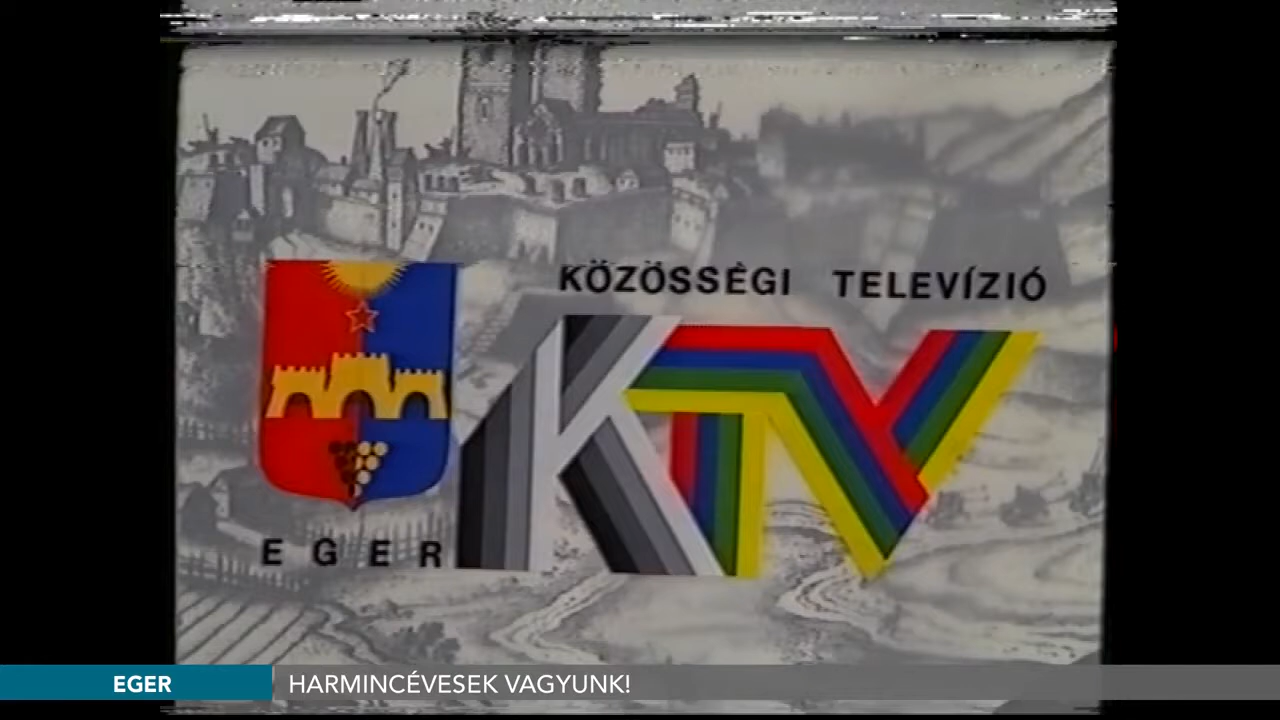 KÖZÖSSÉGI TELEVÍZIÓ
KTV
EGER
EGER
HARMINCÉVESEK VAGYUNK!